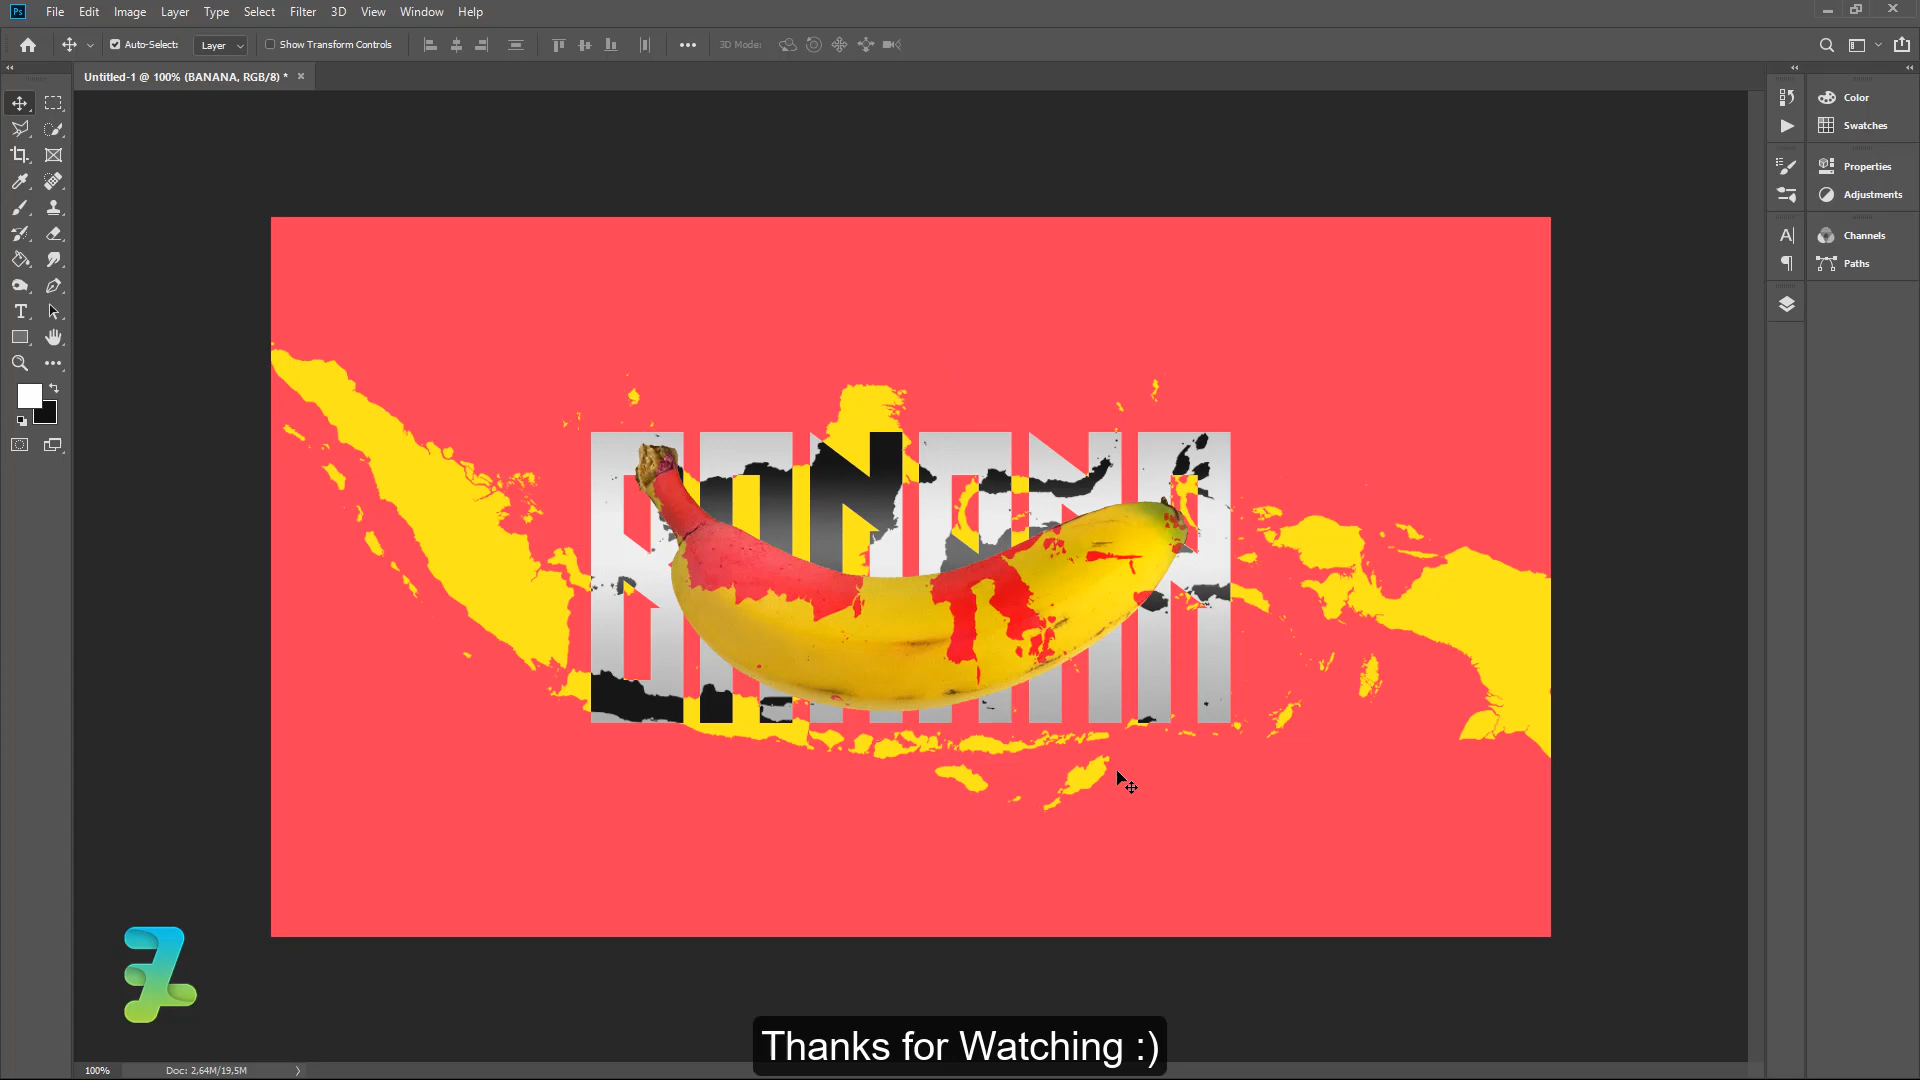 Ps File Edit Image Layer Type Select Filter 3D View Window Help
Auto-Select: Layer Show Transform Controls 3D Mode:
Untitled-1 @ 100% (BANANA, RGB/8) * ×
Color
Swatches
Properties
Adjustments
Channels
Paths
BANANA
Thanks for Watching :)
100% Doc: 2,64M/19,5M